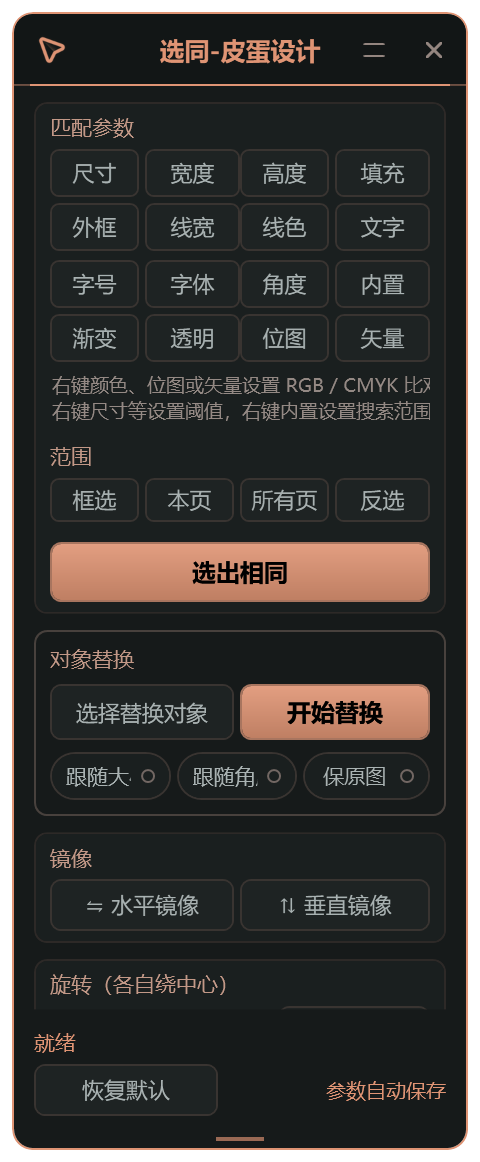 选同-皮蛋设计
匹配参数
尺寸 宽度 高度 填充
外框 线宽 线色 文字
字号 字体 角度 内置
渐变 透明 位图 矢量
右键颜色、位图或矢量设置 RGB / CMYK 比
右键尺寸等设置阈值，右键内置设置搜索范围
范围
框选 本页 所有页 反选
选出相同
对象替换
选择替换对象 开始替换
跟随大 跟随角 保原图
镜像
⇋ 水平镜像 ⇅ 垂直镜像
旋转（各自绕中心）
就绪
恢复默认 参数自动保存